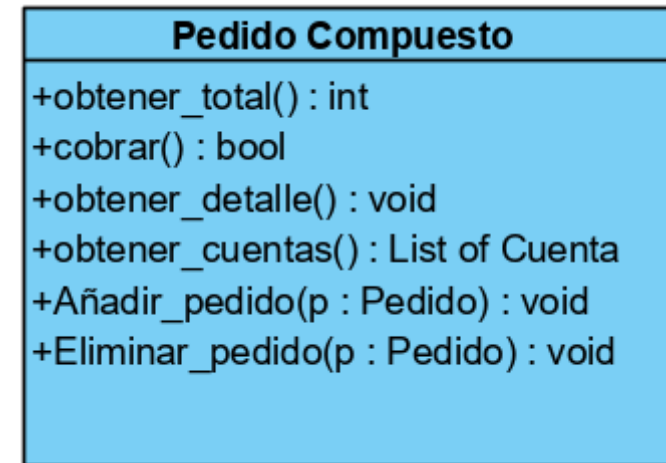 Pedido Compuesto
+obtener_total() : int
+cobrar() : bool
+obtener_detalle() : void
+obtener_cuentas() : List of Cuenta
+Añadir_pedido(p : Pedido) : void
+Eliminar_pedido(p : Pedido) : void